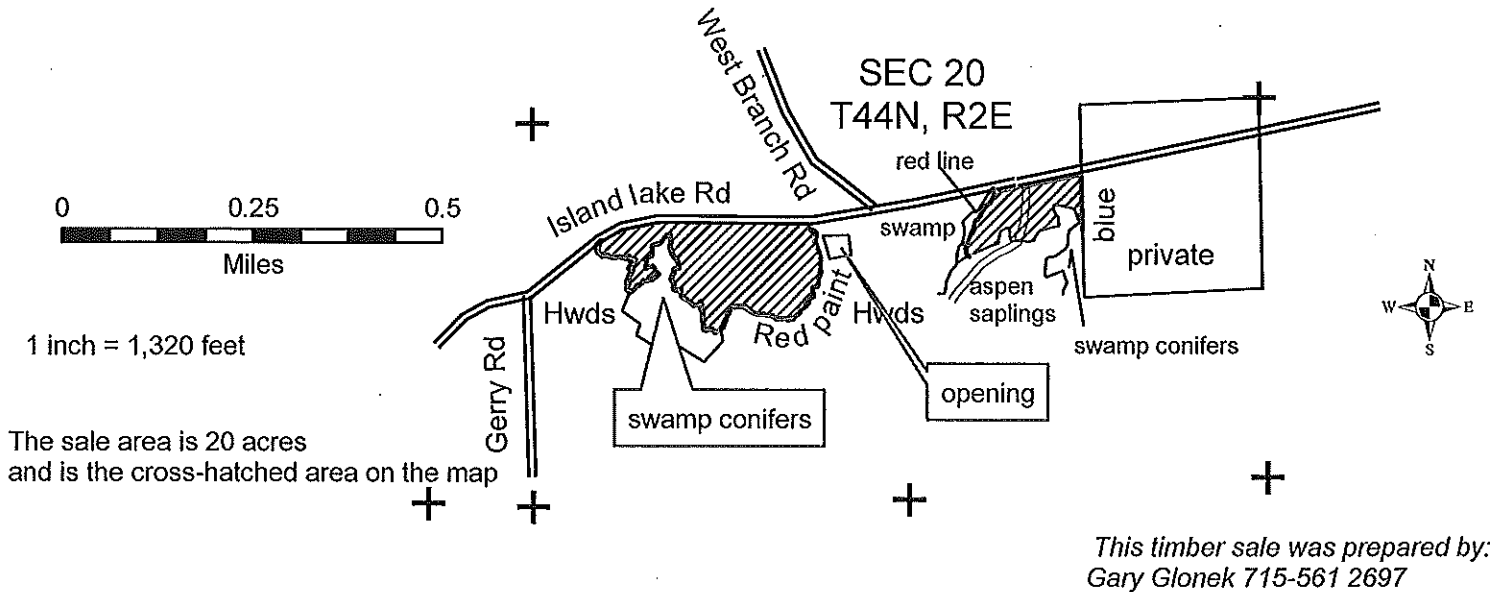 West Branch Rd
SEC 20
T44N, R2E
red line
Island lake Rd
swamp
blue
private
0 0.25 0.5
Miles
N
W E
S
Hwds
Red paint
Hwds
aspen
saplings
swamp conifers
1 inch = 1,320 feet
Gerry Rd
swamp conifers
opening
The sale area is 20 acres
and is the cross-hatched area on the map
This timber sale was prepared by:
Gary Glonek 715-561 2697